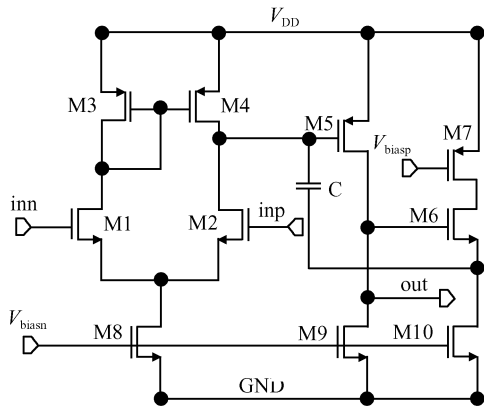 VDD
M3
M4
M5
M7
Vbiasp
C
inn
M1
M2
inp
M6
out
Vbiasn
M8
M9
M10
GND